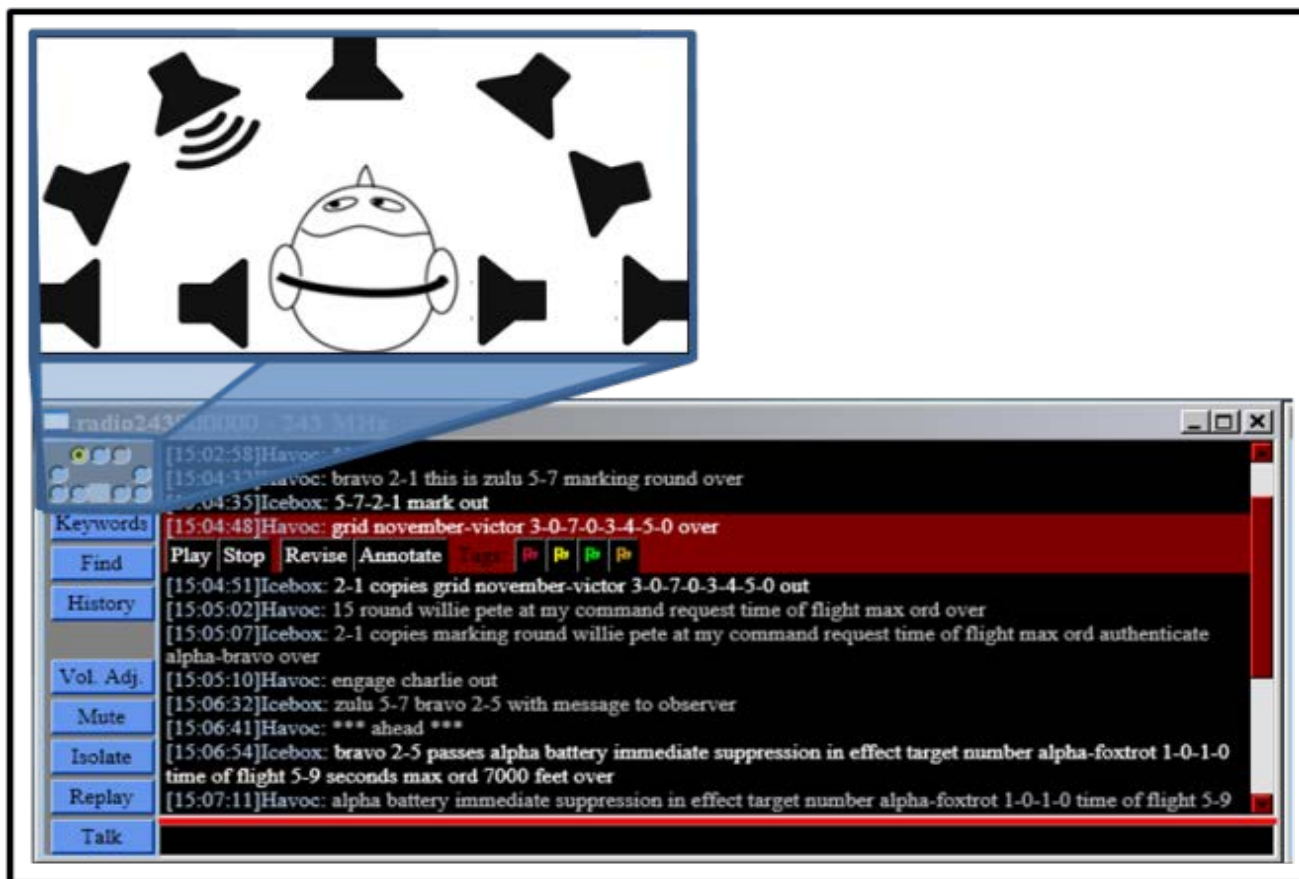 radio243000000 - 243 MHz
[15:02:58]Havoc:
[15:04:32]Havoc: bravo 2-1 this is zulu 5-7 marking round over
[15:04:35]Icebox: 5-7-2-1 mark out
Keywords
[15:04:48]Havoc: grid november-victor 3-0-7-0-3-4-5-0 over
Find
Play Stop Revise Annotate Tags:
[15:04:51]Icebox: 2-1 copies grid november-victor 3-0-7-0-3-4-5-0 out
History
[15:05:02]Havoc: 15 round willie pete at my command request time of flight max ord over
[15:05:07]Icebox: 2-1 copies marking round willie pete at my command request time of flight max ord authenticate
alpha-bravo over
Vol. Adj.
[15:05:10]Havoc: engage charlie out
[15:06:32]Icebox: zulu 5-7 bravo 2-5 with message to observer
Mute
[15:06:41]Havoc: *** ahead ***
Isolate
[15:06:54]Icebox: bravo 2-5 passes alpha battery immediate suppression in effect target number alpha-foxtrot 1-0-1-0
time of flight 5-9 seconds max ord 7000 feet over
Replay
[15:07:11]Havoc: alpha battery immediate suppression in effect target number alpha-foxtrot 1-0-1-0 time of flight 5-9
Talk